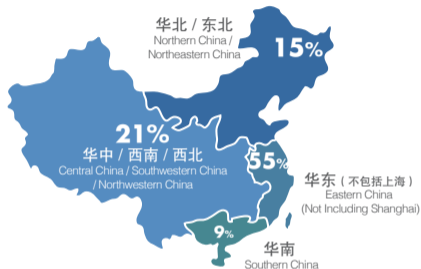 华北 / 东北
Northern China /
Northeastern China
15%
21%
华中 / 西南 / 西北
Central China / Southwestern China
/ Northwestern China
55%
华东（不包括上海）
Eastern China
(Not Including Shanghai)
9%
华南
Southern China